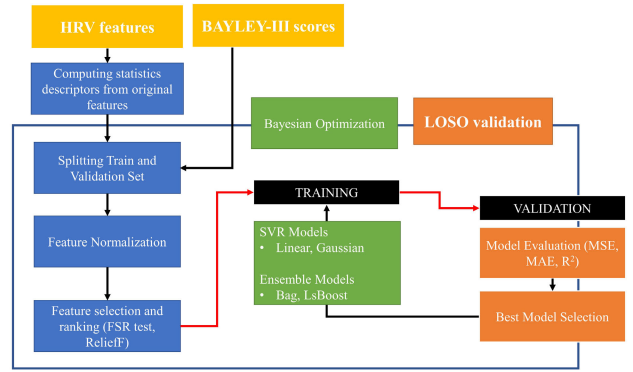 HRV features
BAYLEY-III scores
Computing statistics
descriptors from original
features
Bayesian Optimization
LOSO validation
Splitting Train and
Validation Set
TRAINING
VALIDATION
Feature Normalization
SVR Models
• Linear, Gaussian
Ensemble Models
• Bag, LsBoost
Model Evaluation (MSE,
MAE, R²)
Feature selection and
ranking (FSR test,
ReliefF)
Best Model Selection